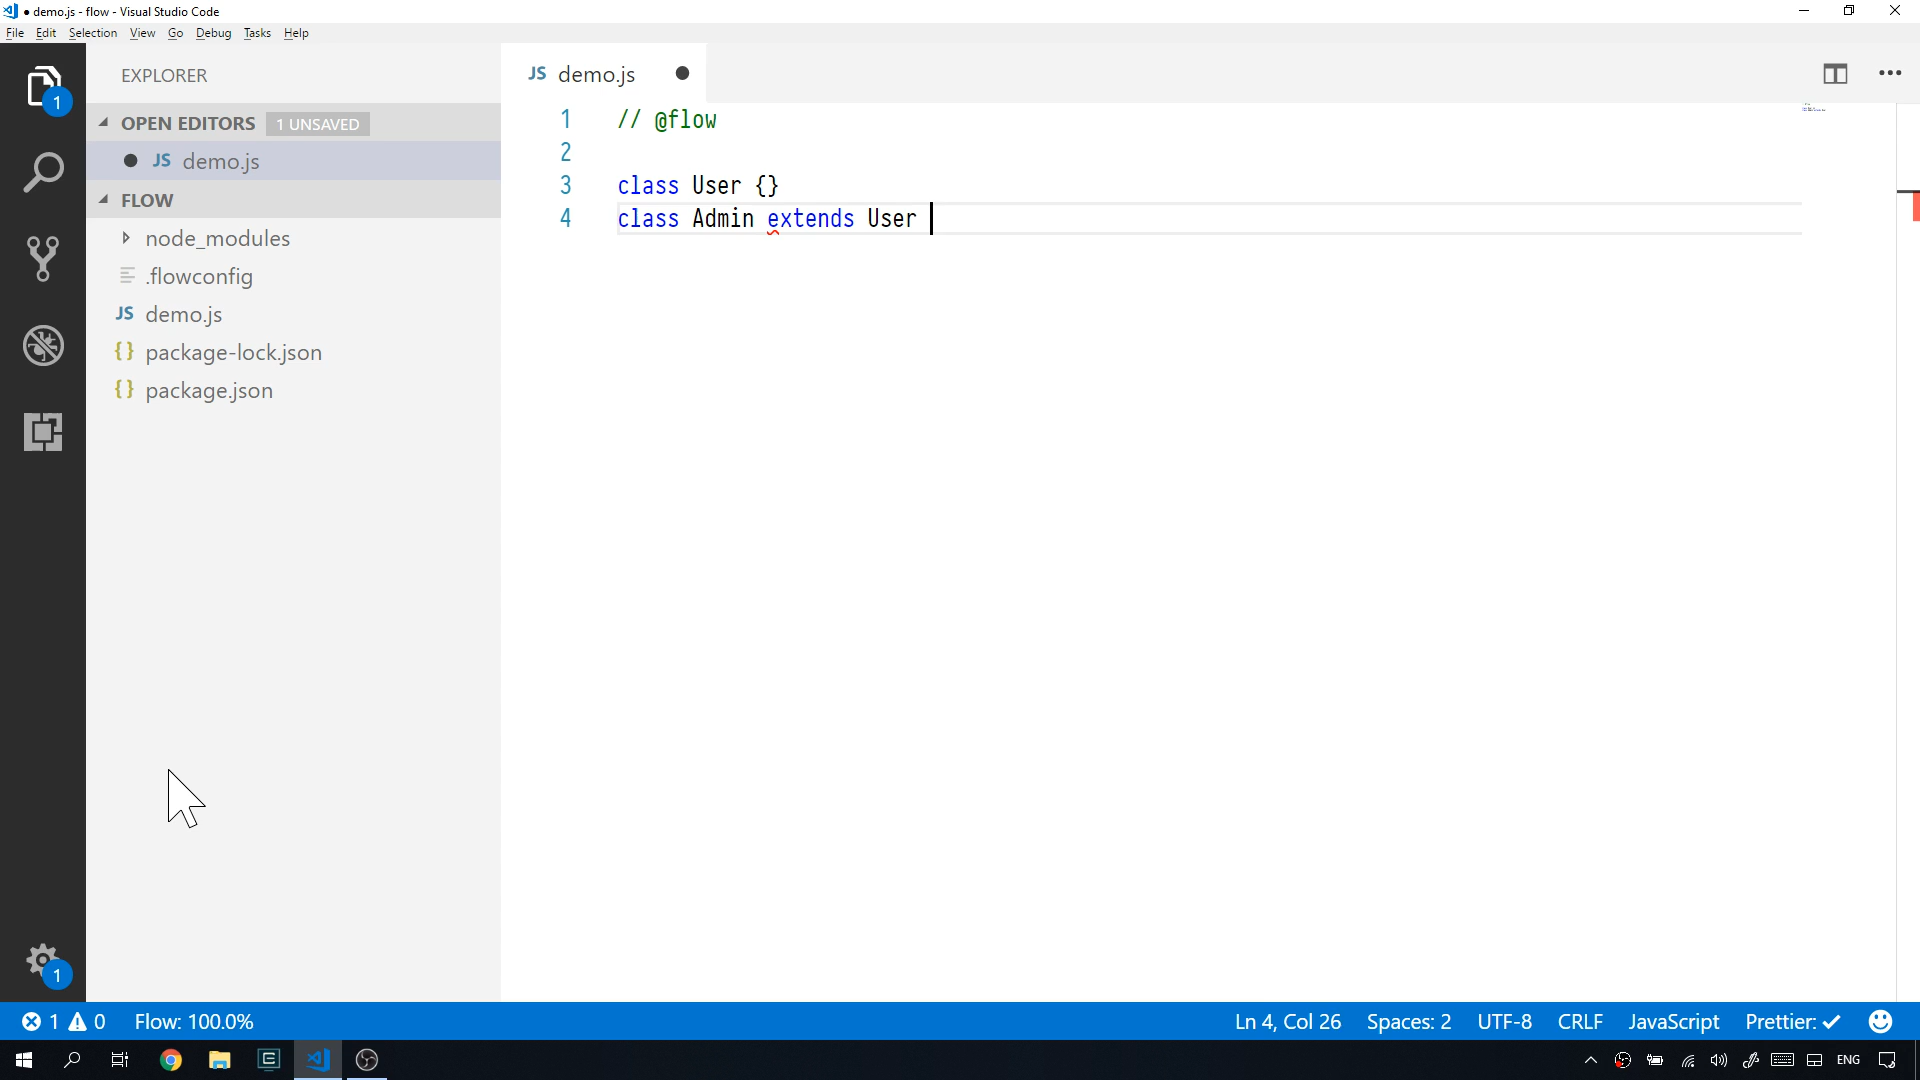 ● demo.js - flow - Visual Studio Code
File Edit Selection View Go Debug Tasks Help
EXPLORER
OPEN EDITORS 1 UNSAVED
JS demo.js
FLOW
node_modules
.flowconfig
JS demo.js
{} package-lock.json
{} package.json
1
1
JS demo.js ●
1 // @flow
2
3 class User {}
4 class Admin extends User
1 0 Flow: 100.0%
Ln 4, Col 26 Spaces: 2 UTF-8 CRLF JavaScript Prettier: ✓
ENG